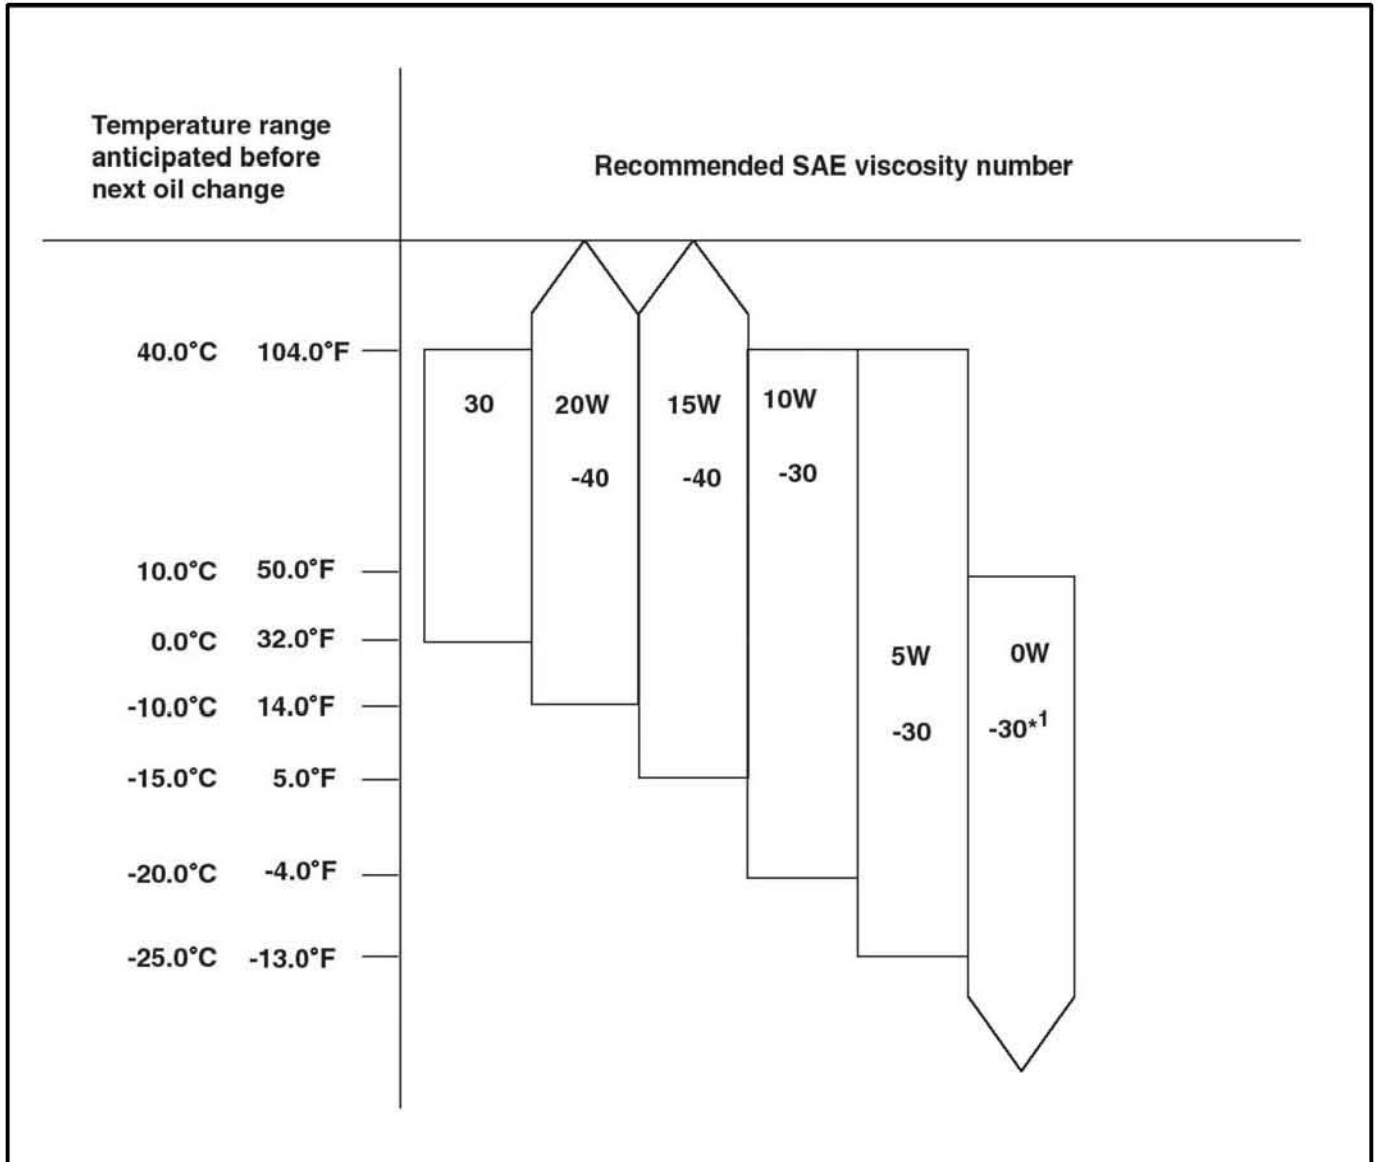 Temperature range
anticipated before
next oil change
Recommended SAE viscosity number
40.0°C 104.0°F
30 20W 15W 10W
-40 -40 -30
10.0°C 50.0°F
0.0°C 32.0°F
5W 0W
-10.0°C 14.0°F
-30 -30*1
-15.0°C 5.0°F
-20.0°C -4.0°F
-25.0°C -13.0°F